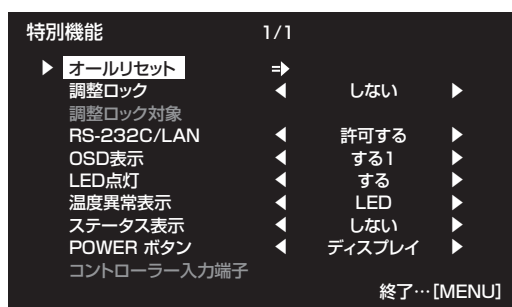 特別機能 1/1
オールリセット
調整ロック しない
調整ロック対象
RS-232C/LAN 許可する
OSD表示 する1
LED点灯 する
温度異常表示 LED
ステータス表示 しない
POWER ボタン ディスプレイ
コントローラー入力端子
終了…[MENU]